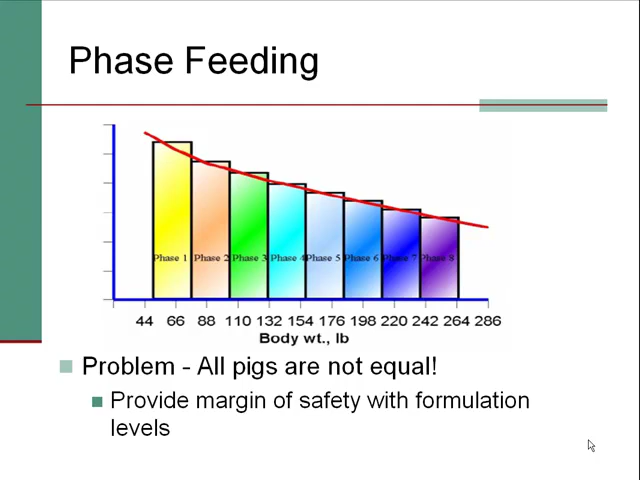 Phase Feeding
Phase 1 Phase 2 Phase 3 Phase 4 Phase 5 Phase 6 Phase 7 Phase 8
44 66 88 110 132 154 176 198 220 242 264 286
Body wt., lb
Problem - All pigs are not equal!
Provide margin of safety with formulation
levels